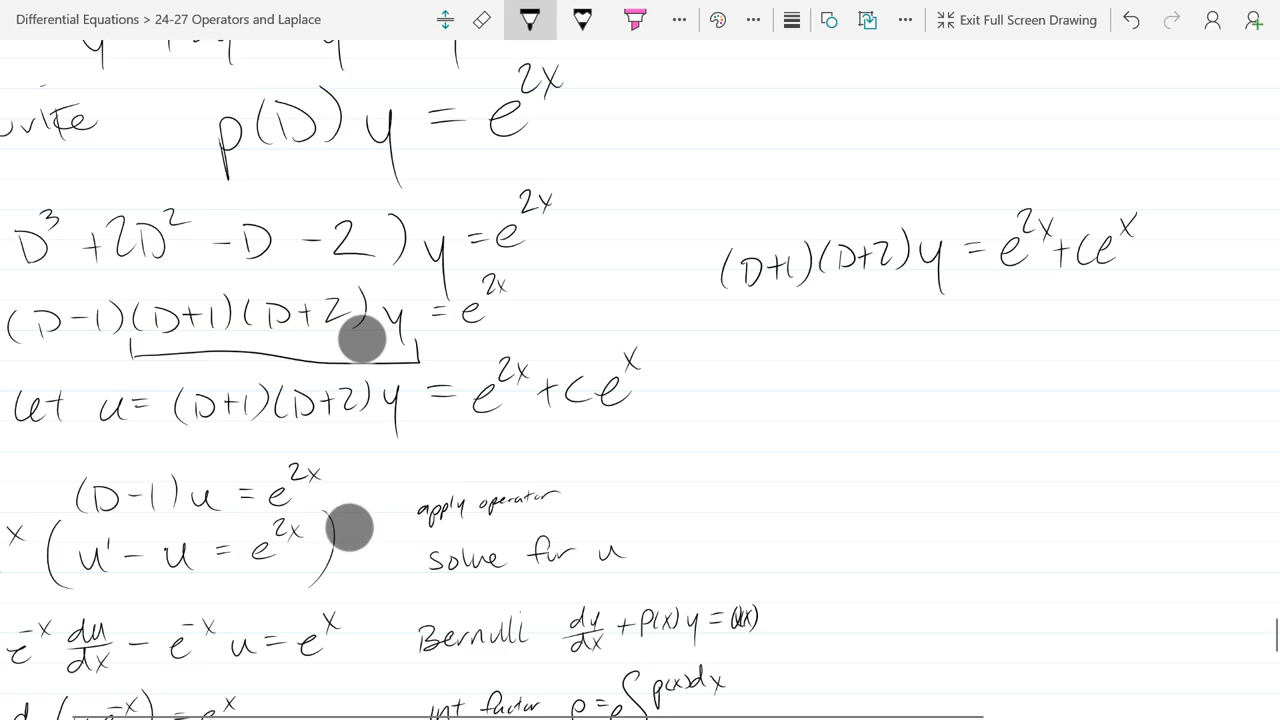 Differential Equations > 24-27 Operators and Laplace
Exit Full Screen Drawing
p(D)y = e^{2x}
D^3 + 2D^2 - D - 2)y = e^{2x}
(D-1)(D+1)(D+2)y = e^{2x}
Let u = (D+1)(D+2)y = e^{2x} + ce^x
(D-1)u = e^{2x}
apply operator
x (u' - u = e^{2x})
solve for u
e^{-x} du/dx - e^{-x} u = e^x
Bernulli dy/dx + P(x)y = Q(x)
int factor ρ = e^{∫p(x)dx}
(D+1)(D+2)y = e^{2x} + ce^x